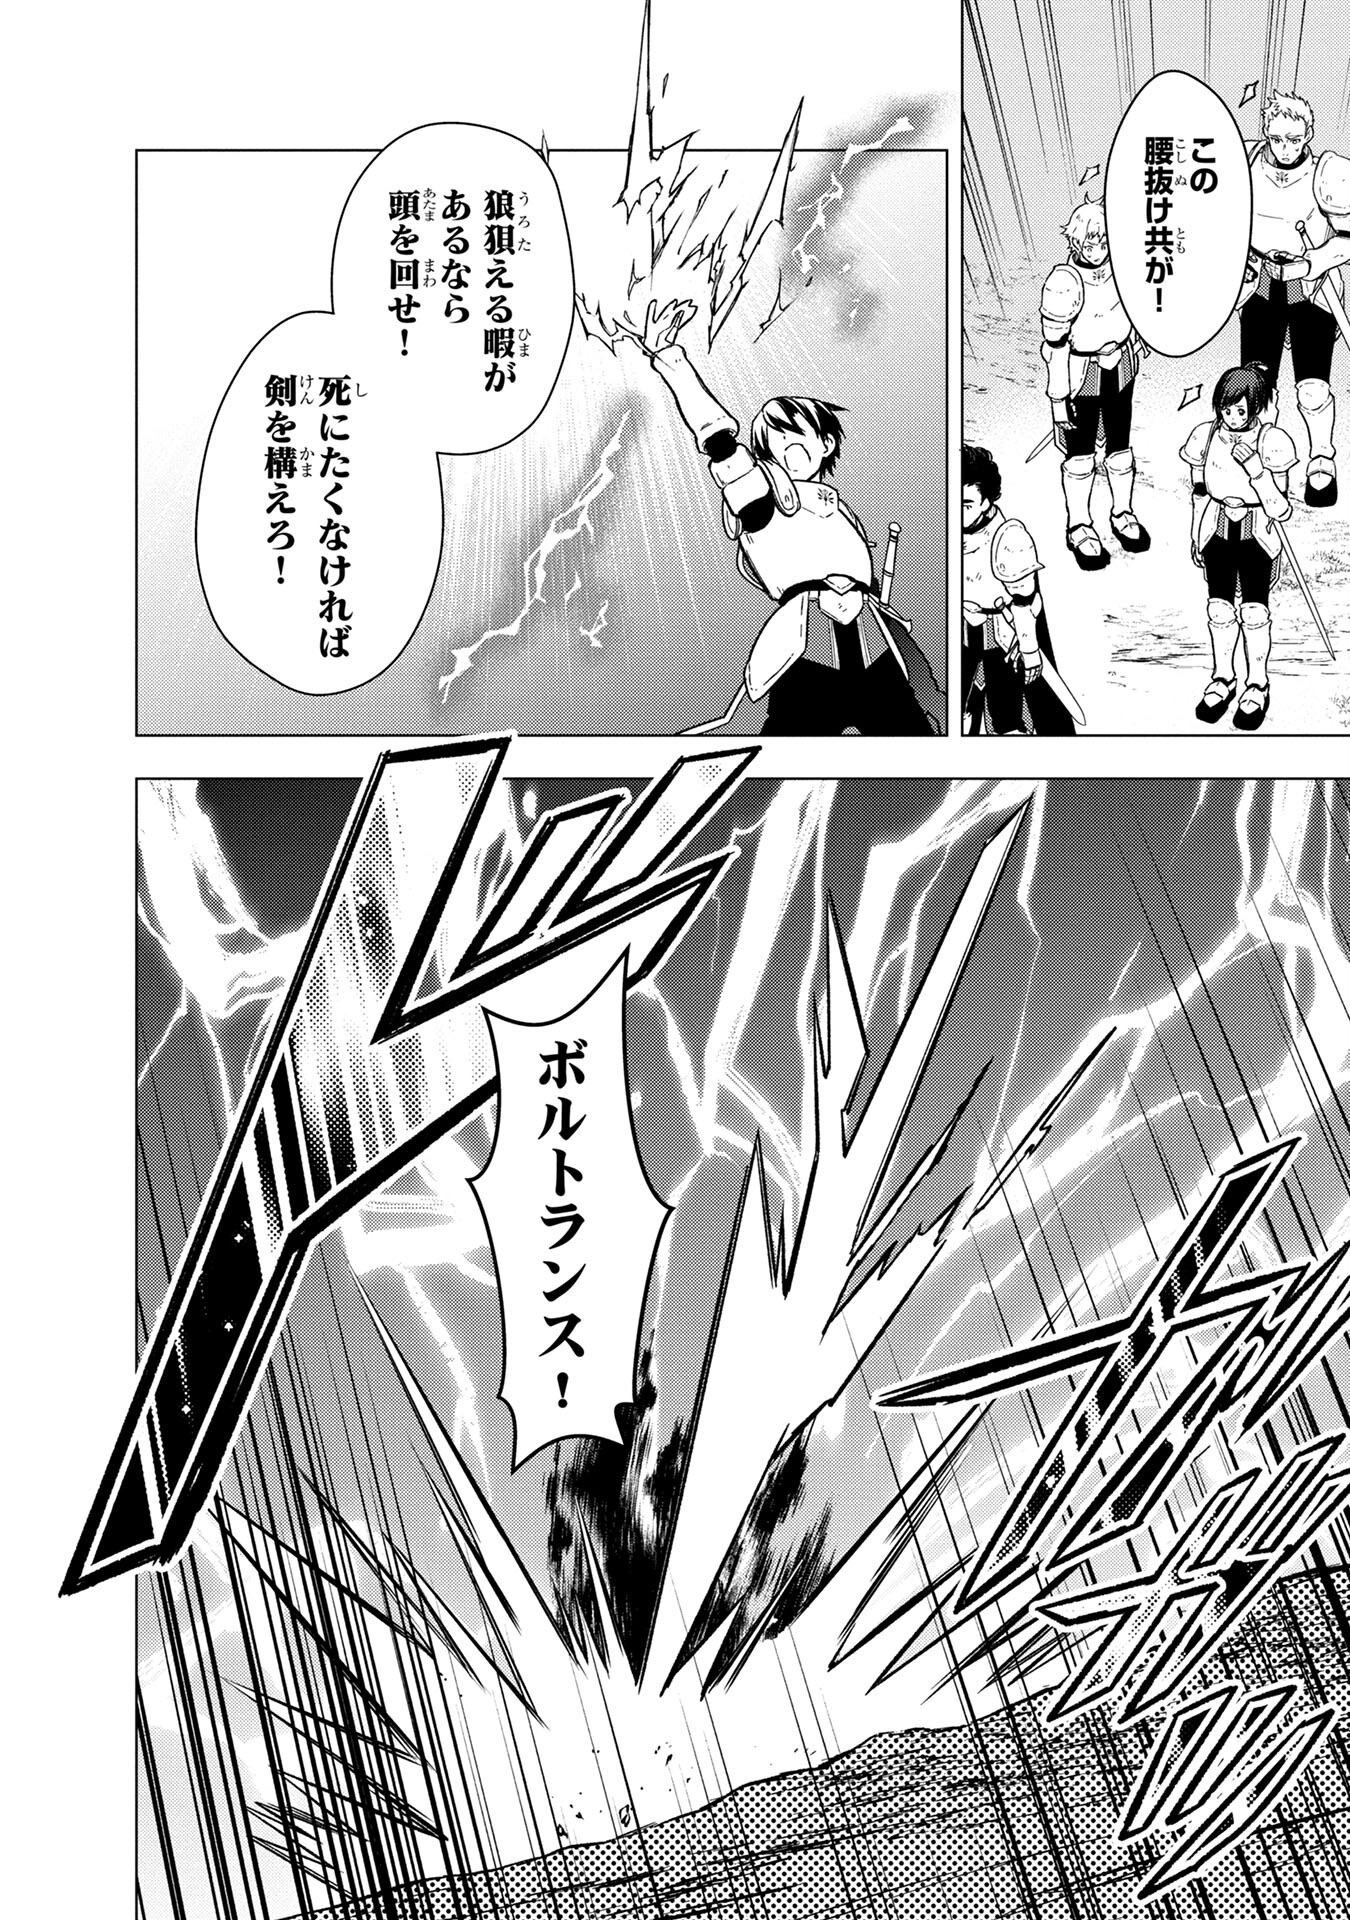 この
腰抜け共が！
狼狽える暇が
あるなら
頭を回せ！
死にたくなければ
剣を構えろ！
ボルトランス！